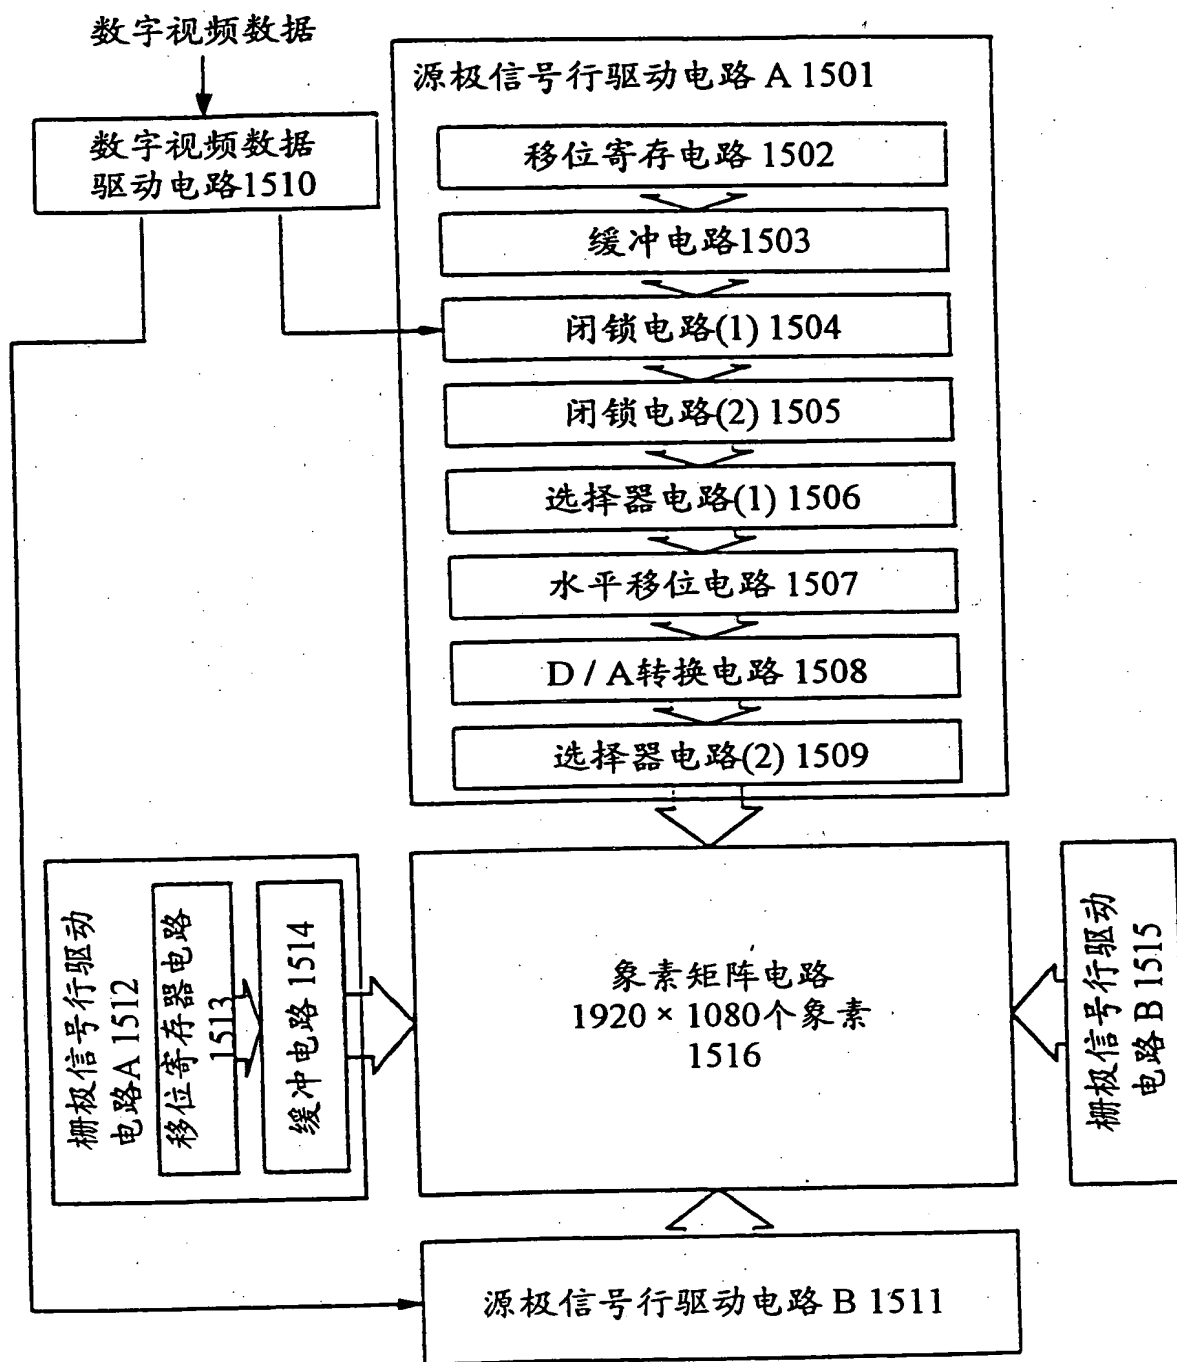 数字视频数据
数字视频数据
驱动电路1510
源极信号行驱动电路 A 1501
移位寄存电路 1502
缓冲电路1503
闭锁电路(1) 1504
闭锁电路(2) 1505
选择器电路(1) 1506
水平移位电路 1507
D / A转换电路 1508
选择器电路(2) 1509
栅极信号行驱动
电路A 1512
移位寄存器电路
1513
缓冲电路 1514
象素矩阵电路
1920 × 1080个象素
1516
栅极信号行驱动
电路 B 1515
源极信号行驱动电路 B 1511